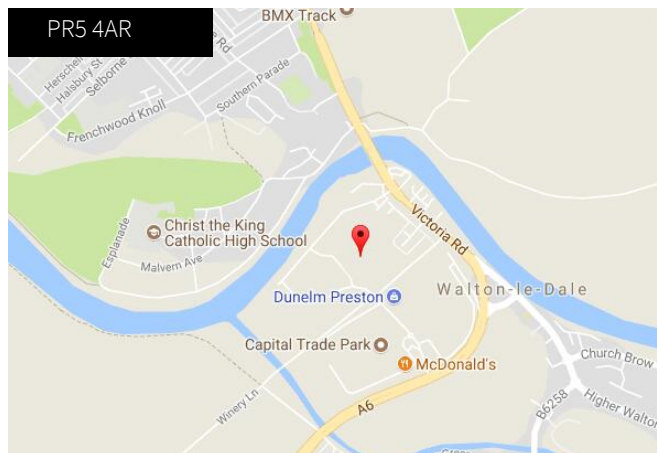 PR5 4AR
BMX Track
Herschell
Halsbury St
Selborne
Rd
Southern Parade
Frenchwood Knoll
Christ the King
Catholic High School
Esplanade
Malvern Ave
Victoria Rd
Dunelm Preston
Walton-le-Dale
Capital Trade Park
McDonald's
Church Brow
Winery Ln
A6
B6258
Higher Walton